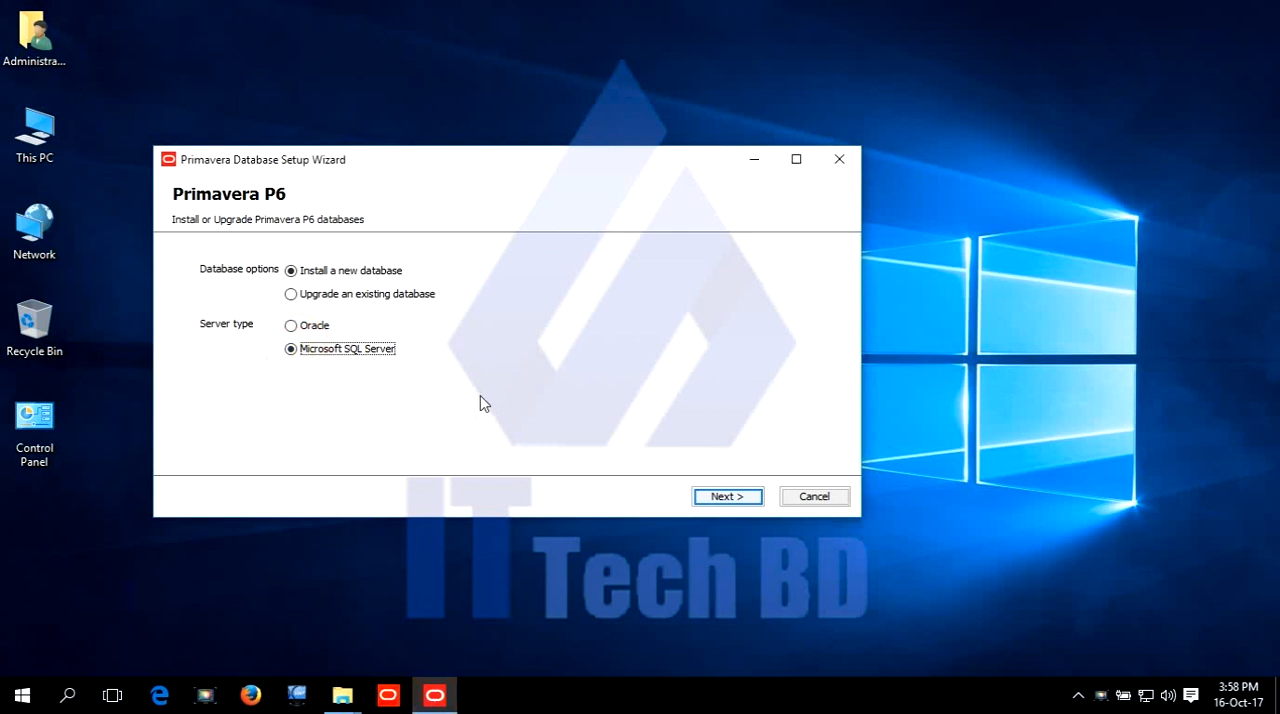 Administra...
This PC
Network
Recycle Bin
Control
Panel
Primavera Database Setup Wizard
Primavera P6
Install or Upgrade Primavera P6 databases
Database options
Install a new database
Upgrade an existing database
Server type
Oracle
Microsoft SQL Server
Next >
Cancel
IT Tech BD
3:58 PM
16-Oct-17